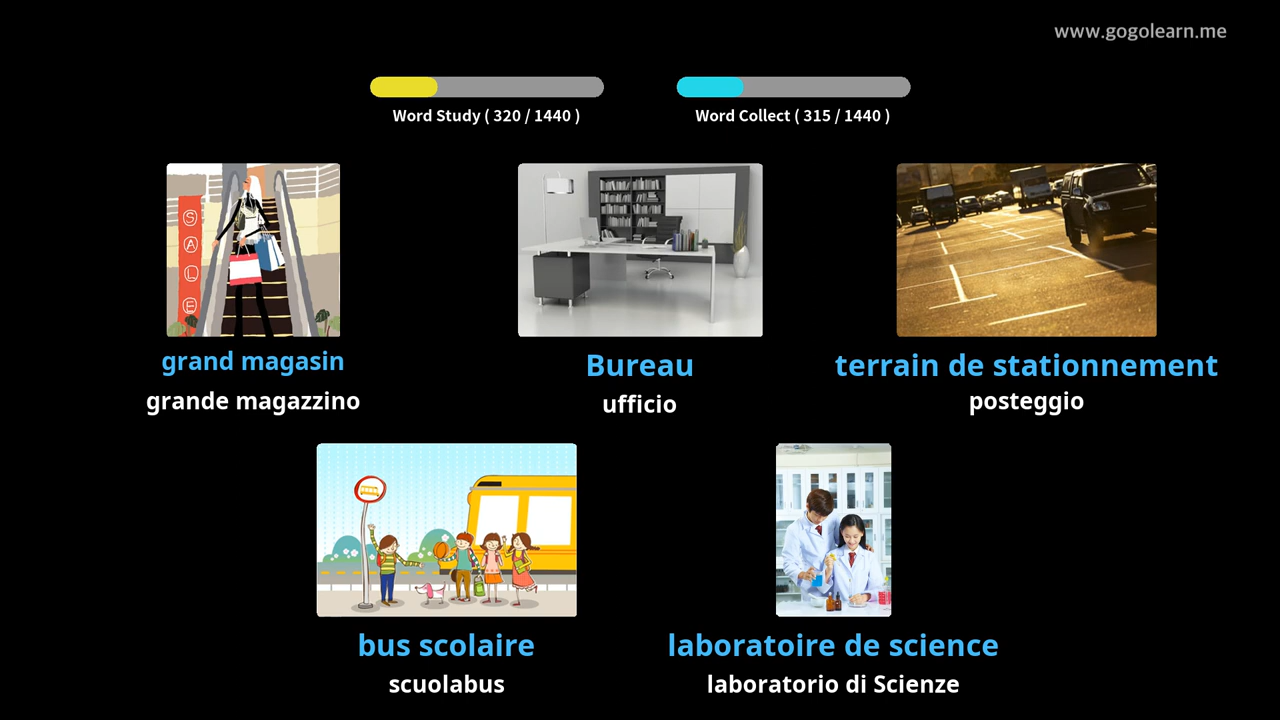 www.gogolearn.me
Word Study ( 320 / 1440 )
Word Collect ( 315 / 1440 )
SALE
grand magasin
grande magazzino
Bureau
ufficio
terrain de stationnement
posteggio
bus scolaire
scuolabus
laboratoire de science
laboratorio di Scienze